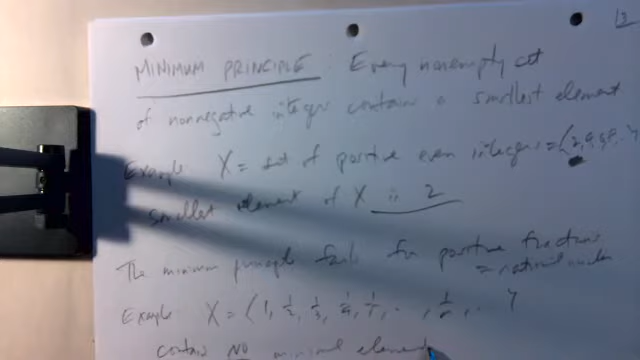 13
MINIMUM PRINCIPLE: Every nonempty set
of nonnegative integers contains a smallest element
Example X = set of positive even integers = {2,4,6,8,..}
smallest element of X is 2
The minimum principle fails for positive fractions
= rational numbers
Example X = {1, 1/2, 1/3, 1/4, 1/5, .., 1/n, .. }
contains NO minimal element